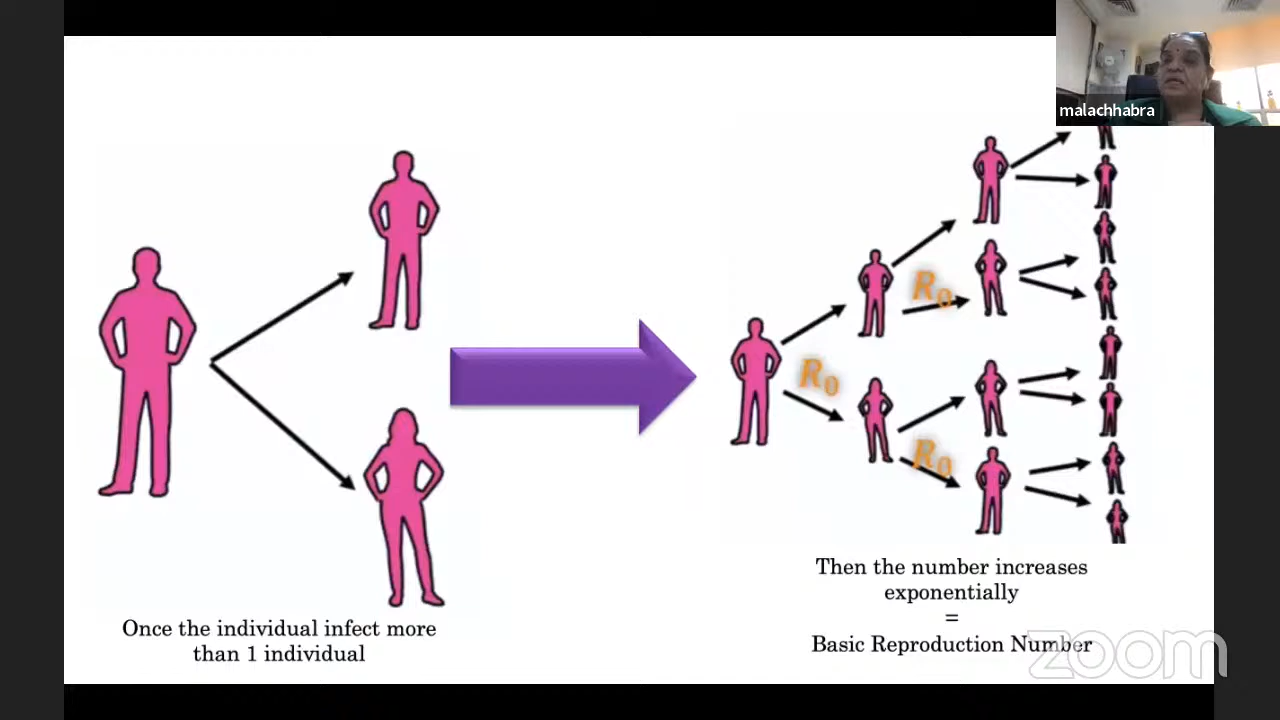 malachhabra
R0
R0
R0
Once the individual infect more
than 1 individual
Then the number increases
exponentially
=
Basic Reproduction Number
zoom